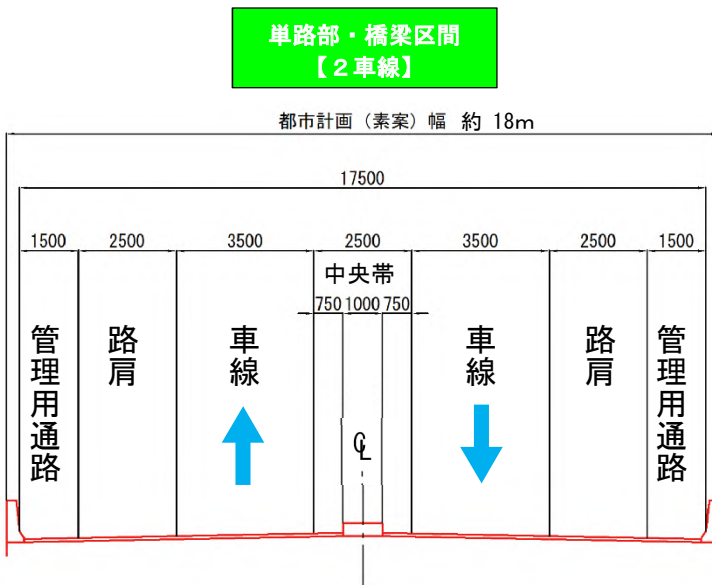 単路部・橋梁区間
【２車線】
都市計画（素案）幅 約 18m
17500
1500 2500 3500 2500 3500 2500 1500
中央帯
750 1000 750
管理用通路
路肩
車線
車線
路肩
管理用通路
℄